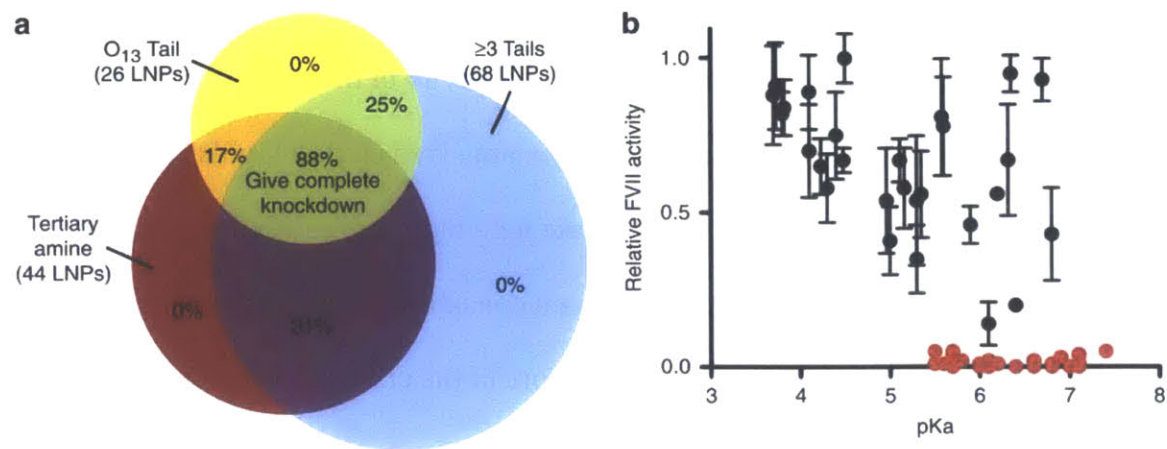 a
O13 Tail
(26 LNPs)
0%
≥3 Tails
(68 LNPs)
25%
17%
88%
Give complete
knockdown
Tertiary
amine
(44 LNPs)
0%
0%
b
Relative FVII activity
1.0
0.5
0.0
3 4 5 6 7 8
pKa